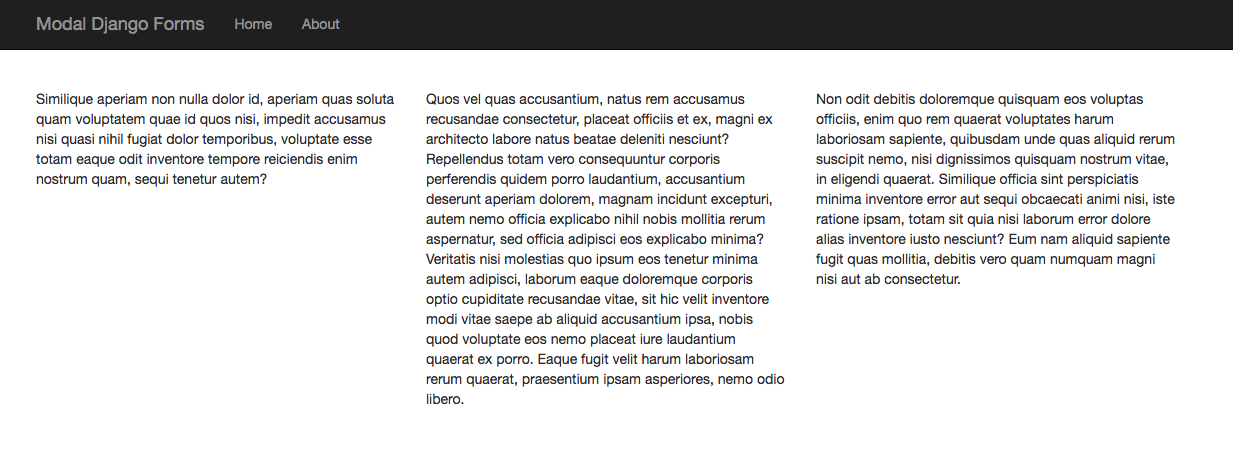 Modal Django Forms
Home
About
Similique aperiam non nulla dolor id, aperiam quas soluta
quam voluptatem quae id quos nisi, impedit accusamus
nisi quasi nihil fugiat dolor temporibus, voluptate esse
totam eaque odit inventore tempore reiciendis enim
nostrum quam, sequi tenetur autem?
Quos vel quas accusantium, natus rem accusamus
recusandae consectetur, placeat officiis et ex, magni ex
architecto labore natus beatae deleniti nesciunt?
Repellendus totam vero consequuntur corporis
perferendis quidem porro laudantium, accusantium
deserunt aperiam dolorem, magnam incidunt excepturi,
autem nemo officia explicabo nihil nobis mollitia rerum
aspernatur, sed officia adipisci eos explicabo minima?
Veritatis nisi molestias quo ipsum eos tenetur minima
autem adipisci, laborum eaque doloremque corporis
optio cupiditate recusandae vitae, sit hic velit inventore
modi vitae saepe ab aliquid accusantium ipsa, nobis
quod voluptate eos nemo placeat iure laudantium
quaerat ex porro. Eaque fugit velit harum laboriosam
rerum quaerat, praesentium ipsam asperiores, nemo odio
libero.
Non odit debitis doloremque quisquam eos voluptas
officiis, enim quo rem quaerat voluptates harum
laboriosam sapiente, quibusdam unde quas aliquid rerum
suscipit nemo, nisi dignissimos quisquam nostrum vitae,
in eligendi quaerat. Similique officia sint perspiciatis
minima inventore error aut sequi obcaecati animi nisi, iste
ratione ipsam, totam sit quia nisi laborum error dolore
alias inventore iusto nesciunt? Eum nam aliquid sapiente
fugit quas mollitia, debitis vero quam numquam magni
nisi aut ab consectetur.